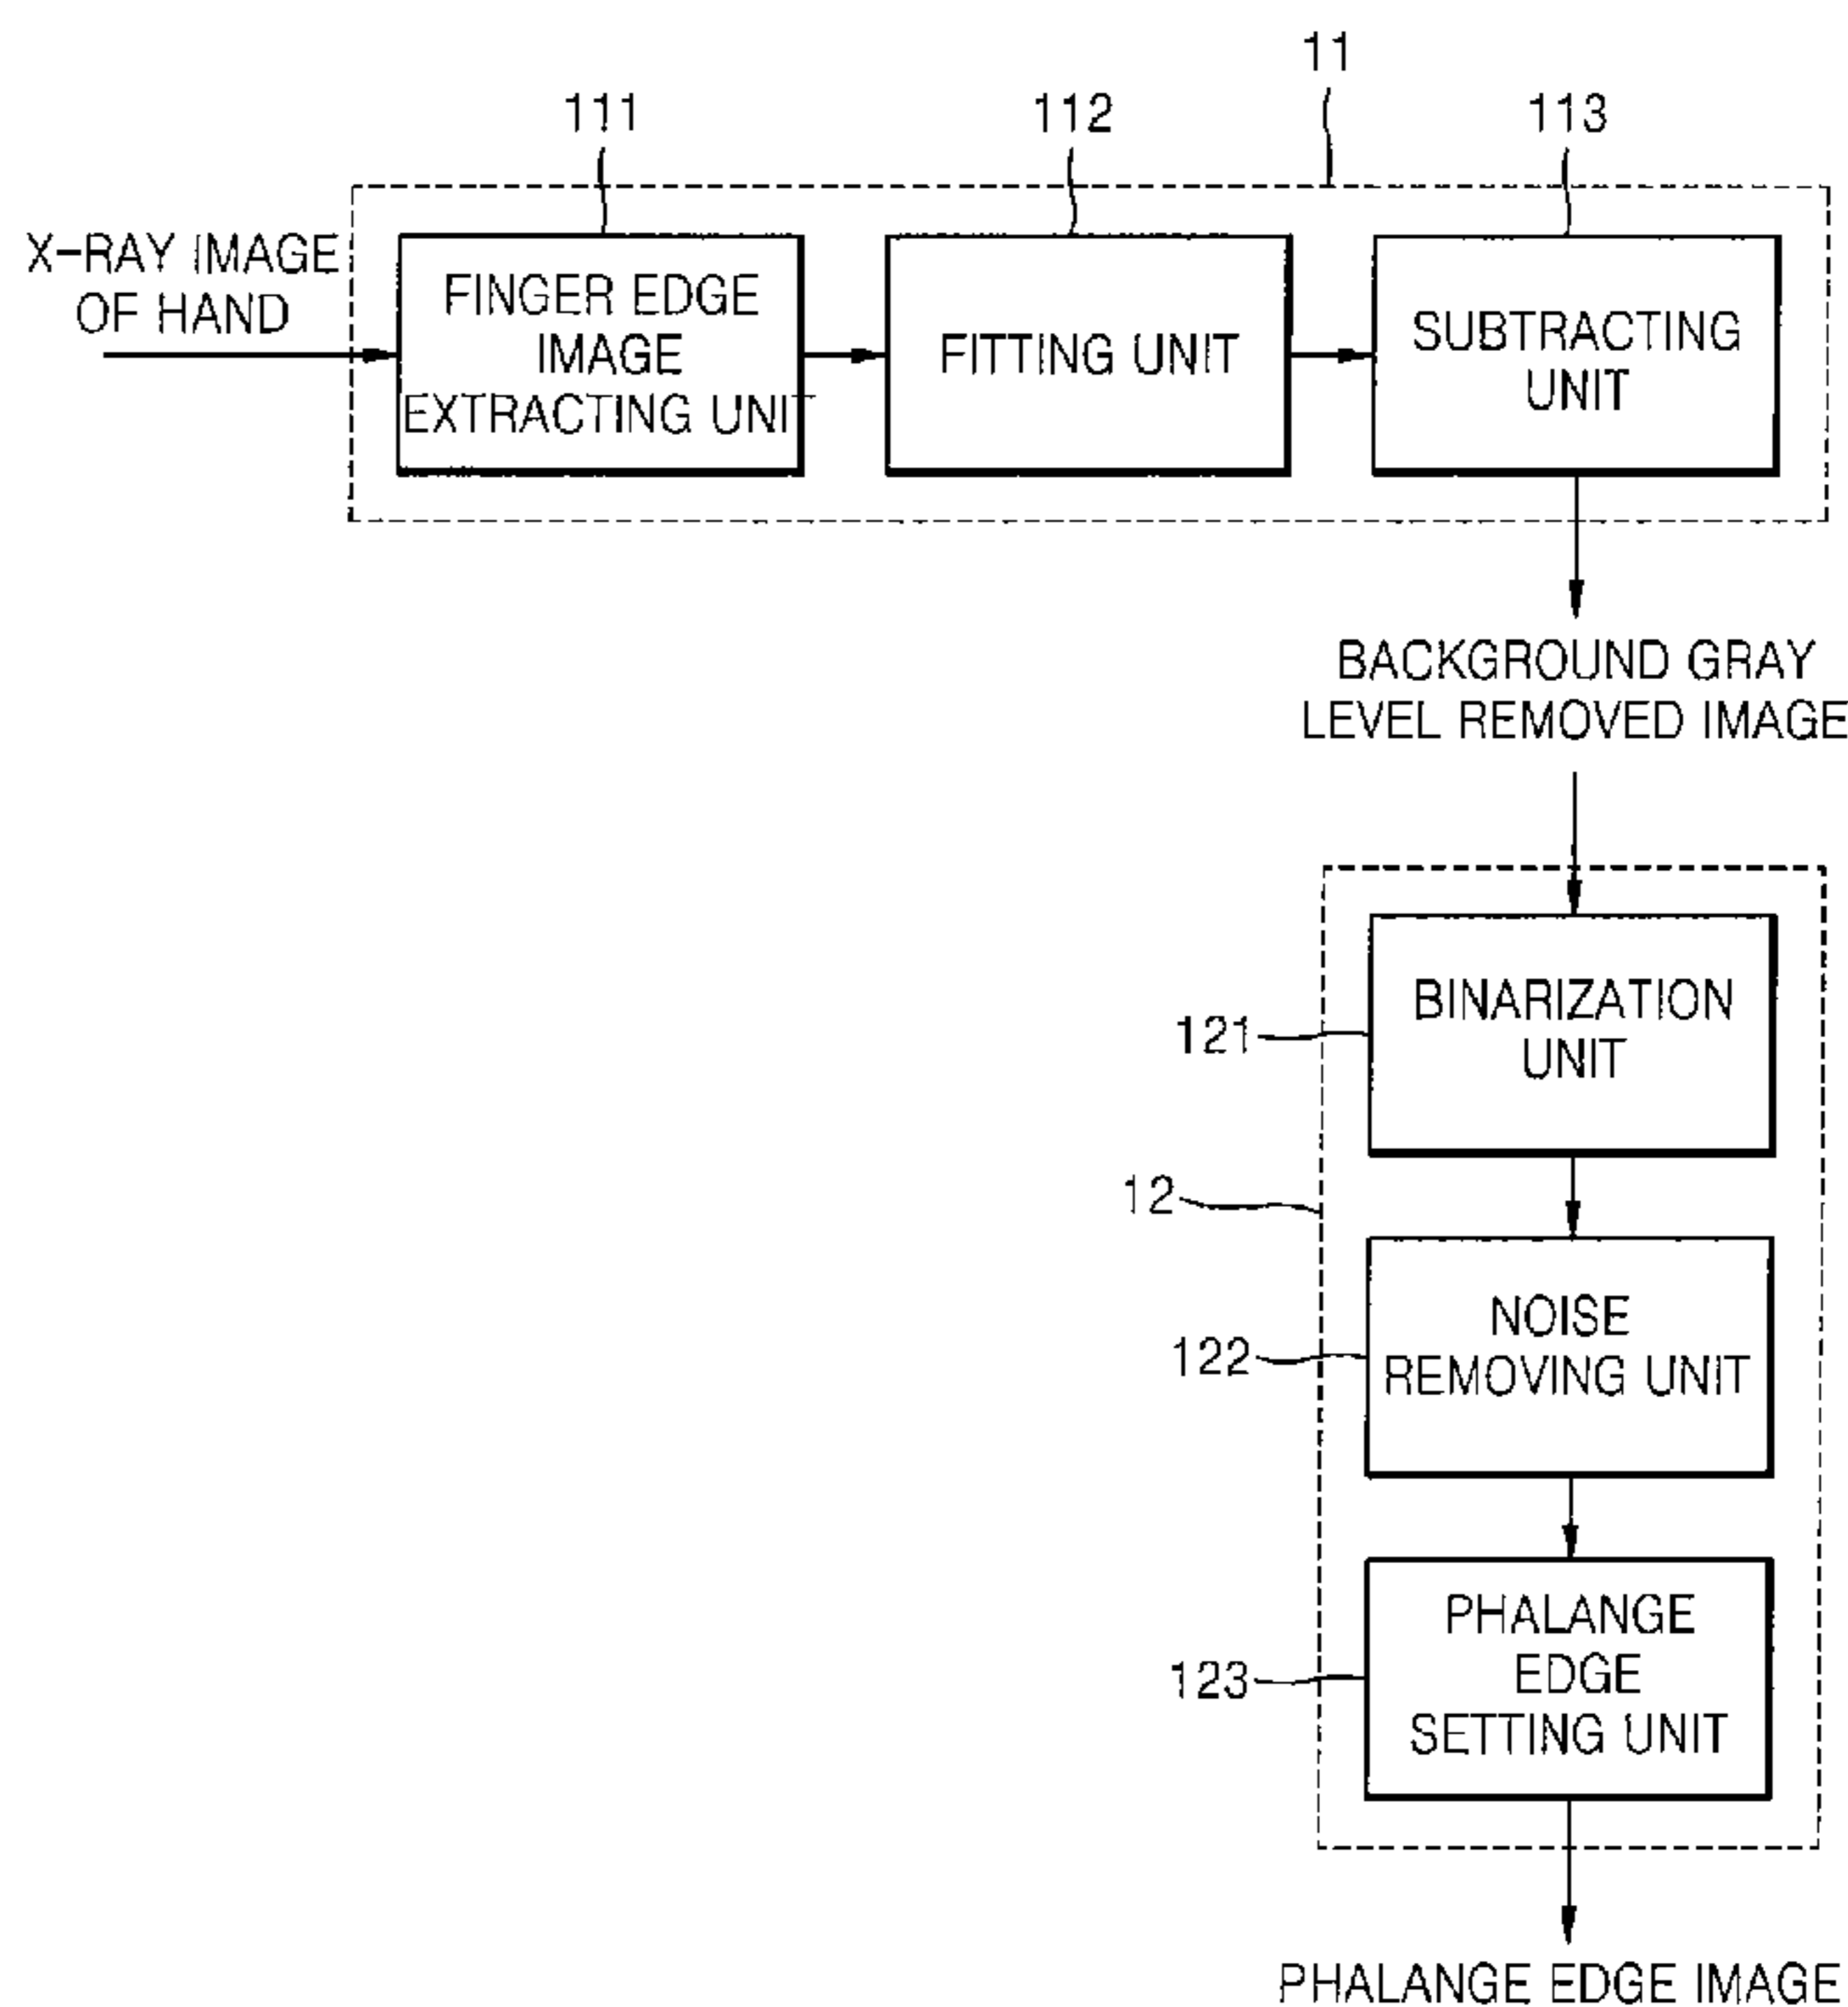 11
111
112
113
X-RAY IMAGE
OF HAND
FINGER EDGE
IMAGE
EXTRACTING UNIT
FITTING UNIT
SUBTRACTING
UNIT
BACKGROUND GRAY
LEVEL REMOVED IMAGE
BINARIZATION
UNIT
121
12
NOISE
REMOVING UNIT
122
PHALANGE
EDGE
SETTING UNIT
123
PHALANGE EDGE IMAGE